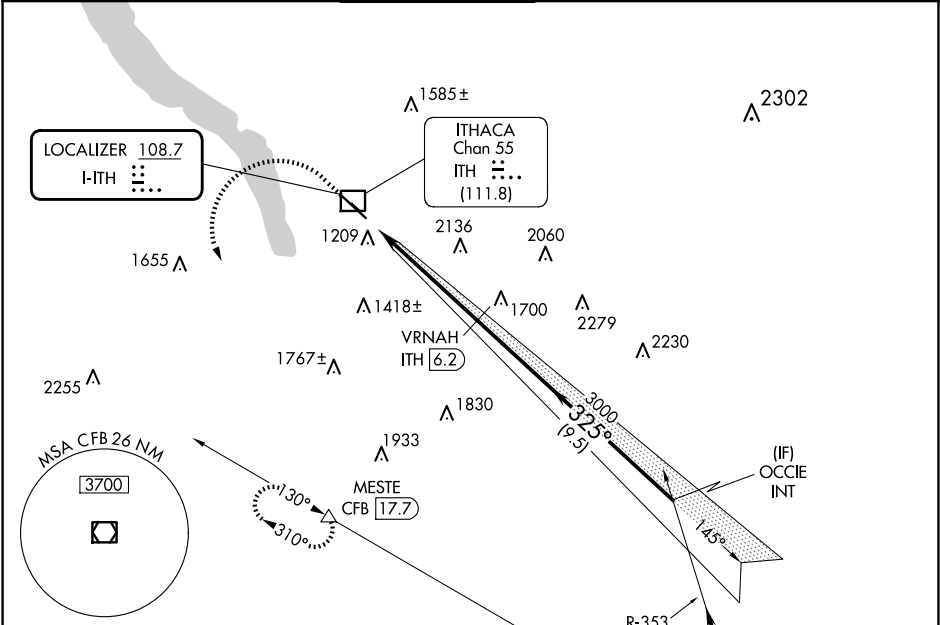 1585±
2302
LOCALIZER 108.7
I-ITH
ITHACA
Chan 55
ITH
(111.8)
1209
2136
2060
1655
1418±
1700
2279
VRNAH
ITH 6.2
2230
1767±
2255
1830
3000
325°
(9.5)
1933
MSA CFB 26 NM
3700
(IF)
OCCIE
INT
MESTE
CFB 17.7
130°
310°
145°
R-353